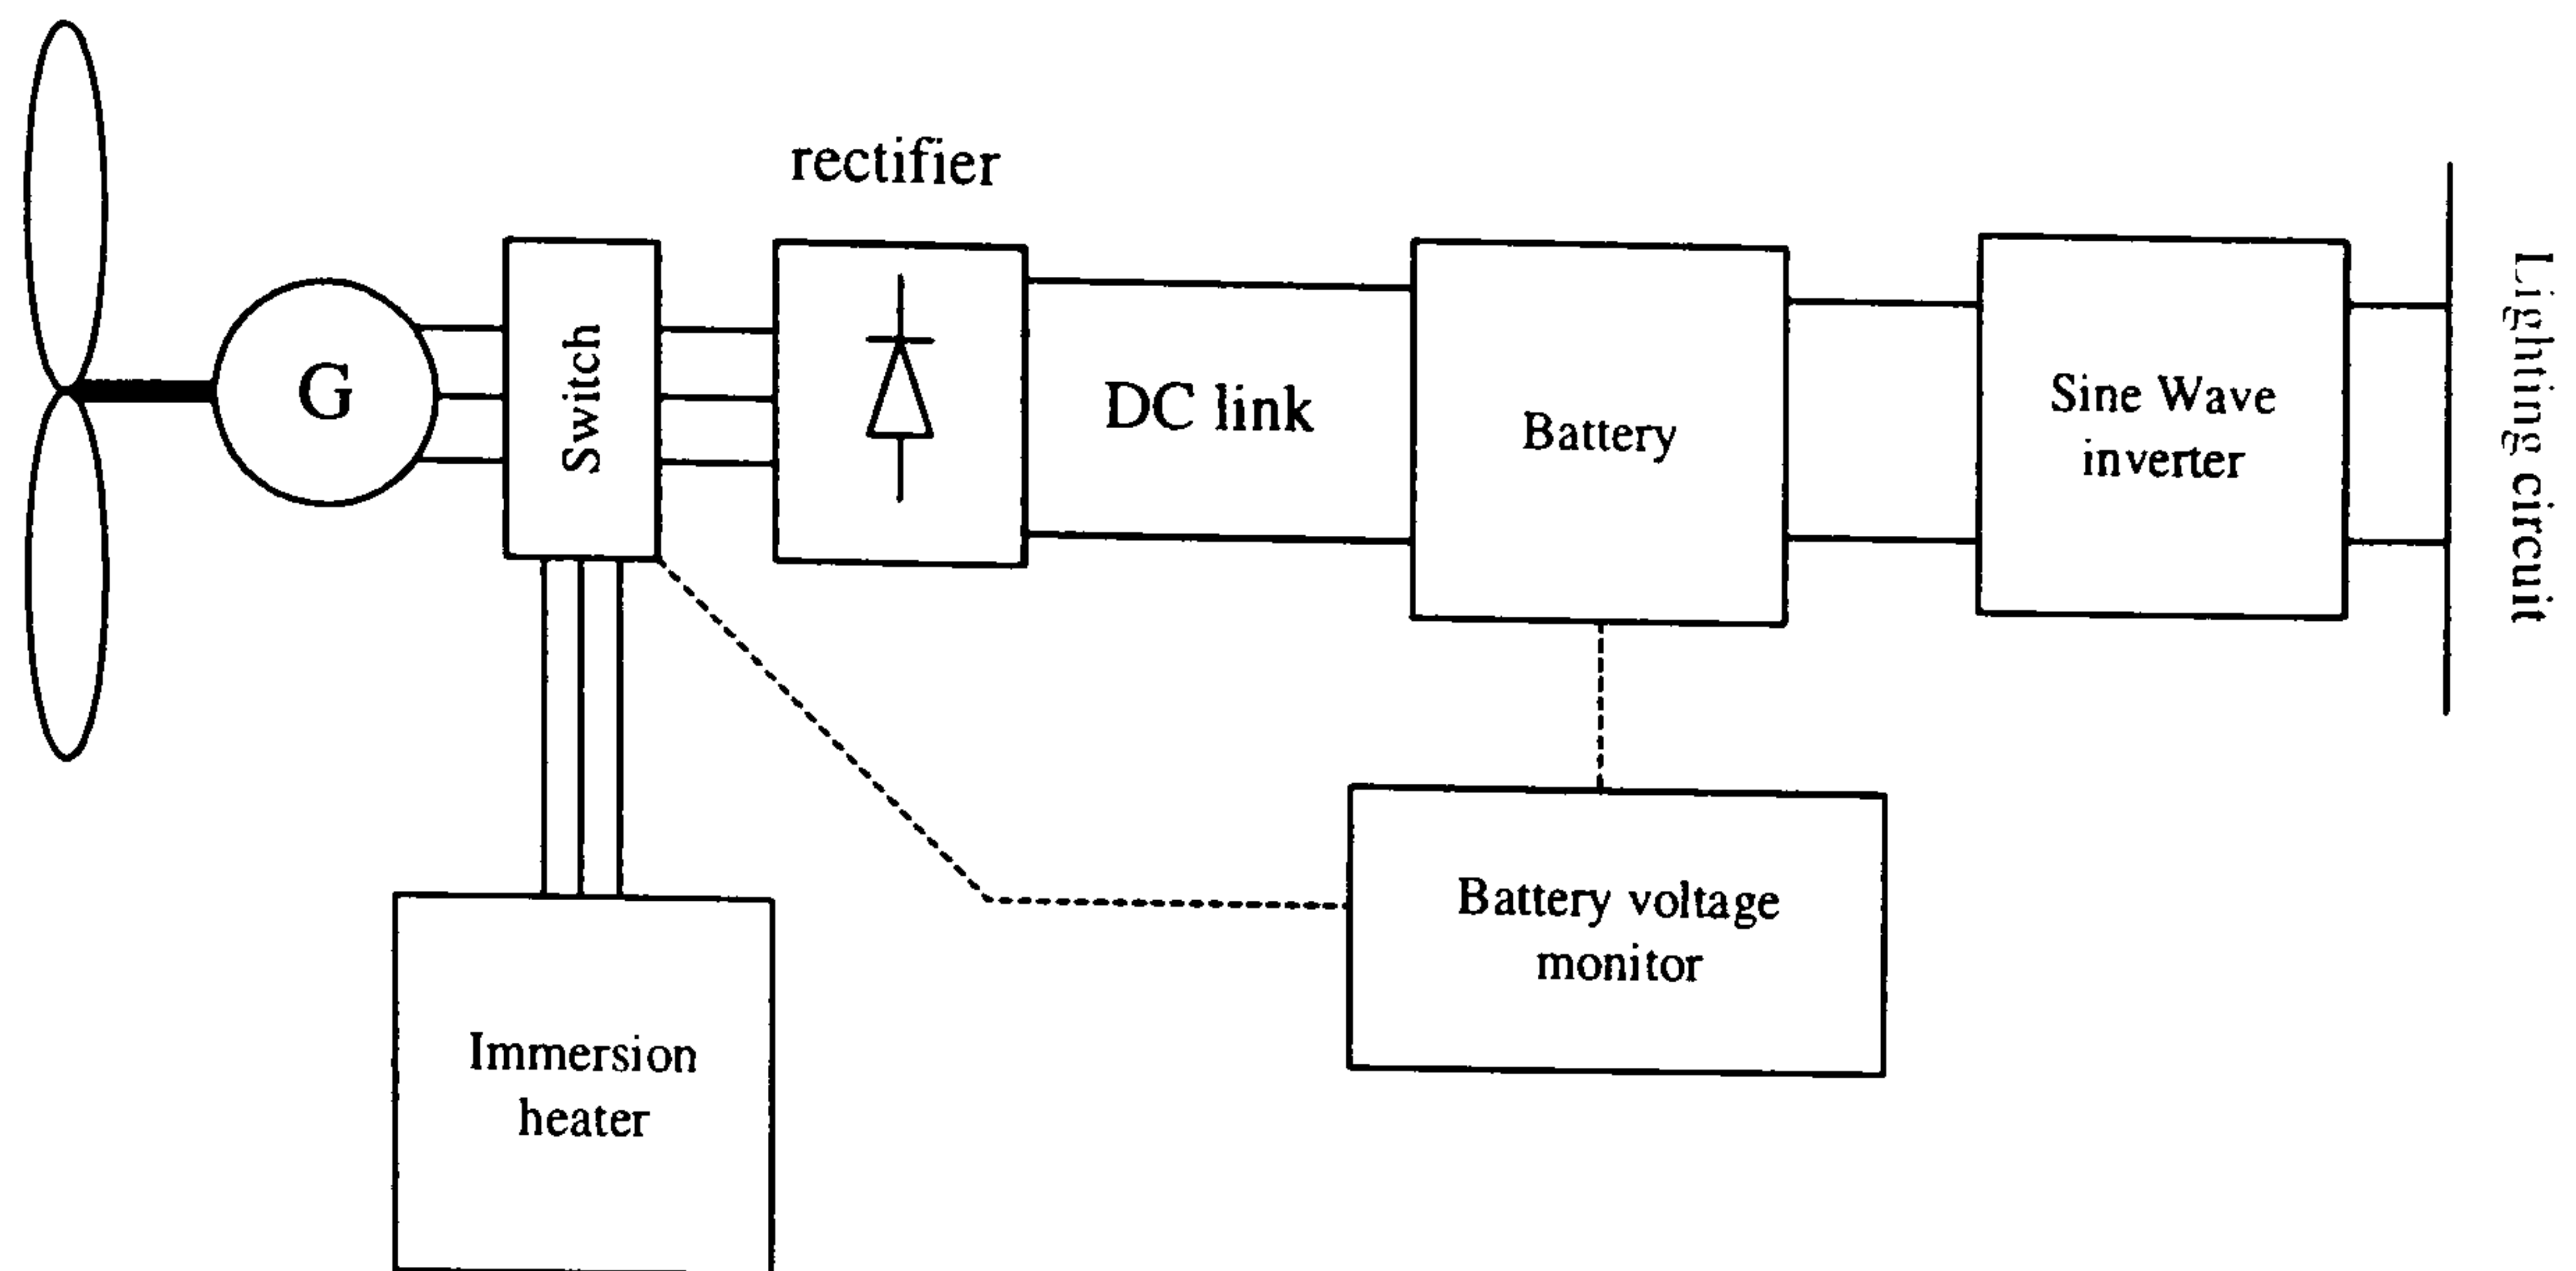 rectifier
G
Switch
DC link
Battery
Sine Wave
inverter
Lighting circuit
Battery voltage
monitor
Immersion
heater